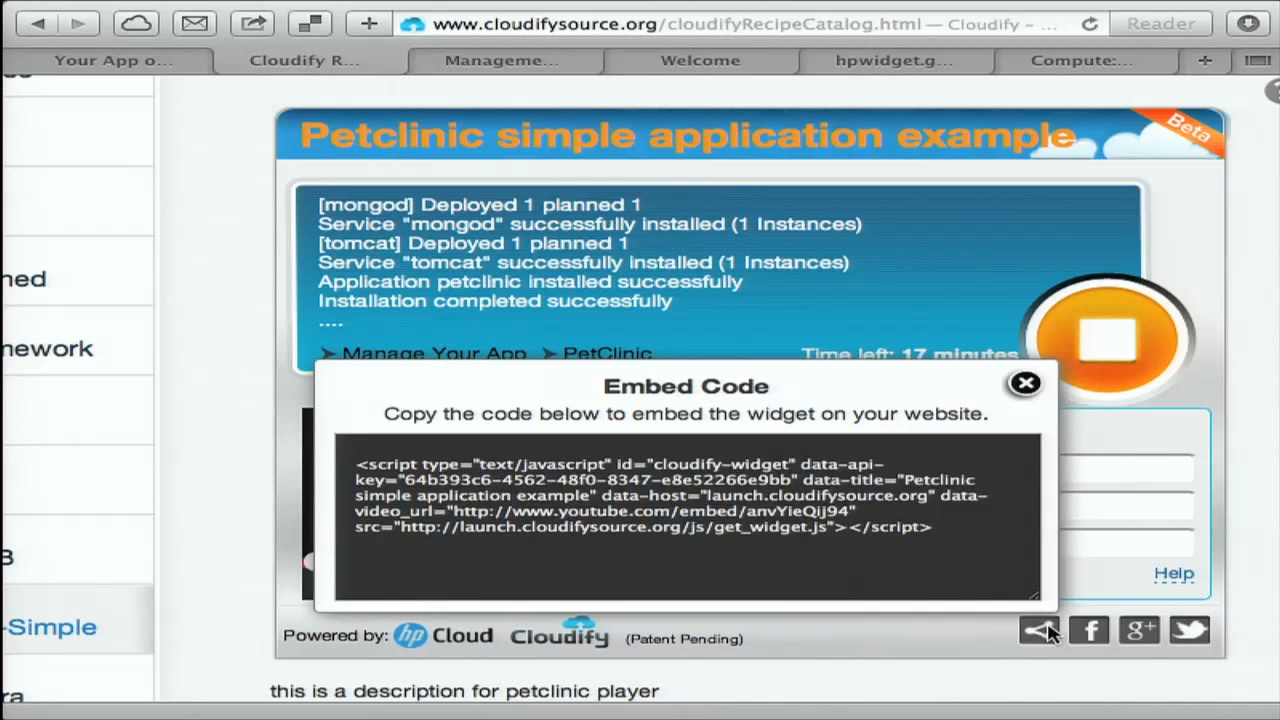 www.cloudifysource.org/cloudifyRecipeCatalog.html — Cloudify – ...
Reader
Your App o...
Cloudify R...
Manageme...
Welcome
hpwidget.g...
Compute:...
Petclinic simple application example
Beta
[mongod] Deployed 1 planned 1
Service "mongod" successfully installed (1 Instances)
[tomcat] Deployed 1 planned 1
Service "tomcat" successfully installed (1 Instances)
Application petclinic installed successfully
Installation completed successfully
....
➤ Manage Your App ➤ PetClinic
Time left: 17 minutes
ned
nework
B
-Simple
ra
Embed Code
Copy the code below to embed the widget on your website.
<script type="text/javascript" id="cloudify-widget" data-api-
key="64b393c6-4562-48f0-8347-e8e52266e9bb" data-title="Petclinic
simple application example" data-host="launch.cloudifysource.org" data-
video_url="http://www.youtube.com/embed/anvYieQij94"
src="http://launch.cloudifysource.org/js/get_widget.js"></script>
Help
Powered by: hp Cloud Cloudify (Patent Pending)
f g+
this is a description for petclinic player